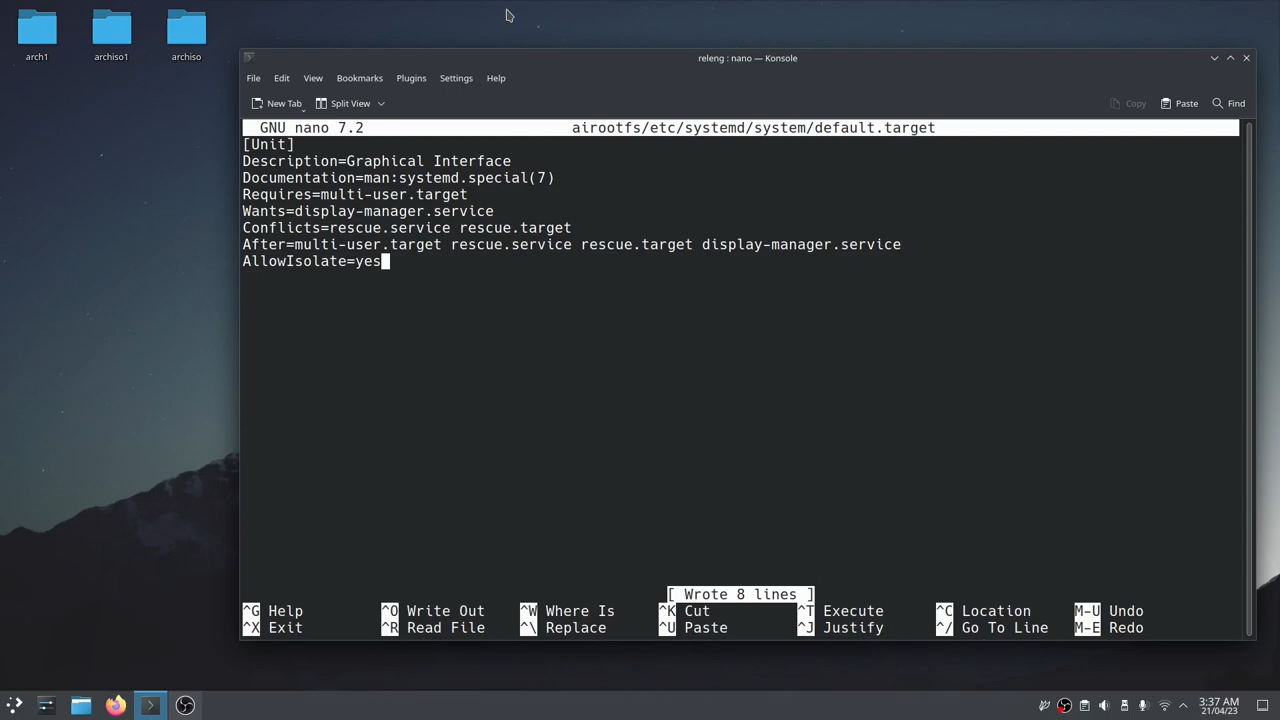 arch1
archiso1
archiso
releng : nano — Konsole
File Edit View Bookmarks Plugins Settings Help
New Tab Split View Copy Paste Find
GNU nano 7.2 airootfs/etc/systemd/system/default.target
[Unit]
Description=Graphical Interface
Documentation=man:systemd.special(7)
Requires=multi-user.target
Wants=display-manager.service
Conflicts=rescue.service rescue.target
After=multi-user.target rescue.service rescue.target display-manager.service
AllowIsolate=yes
[ Wrote 8 lines ]
^G Help ^O Write Out ^W Where Is ^K Cut ^T Execute ^C Location M-U Undo
^X Exit ^R Read File ^\ Replace ^U Paste ^J Justify ^/ Go To Line M-E Redo
3:37 AM
21/04/23